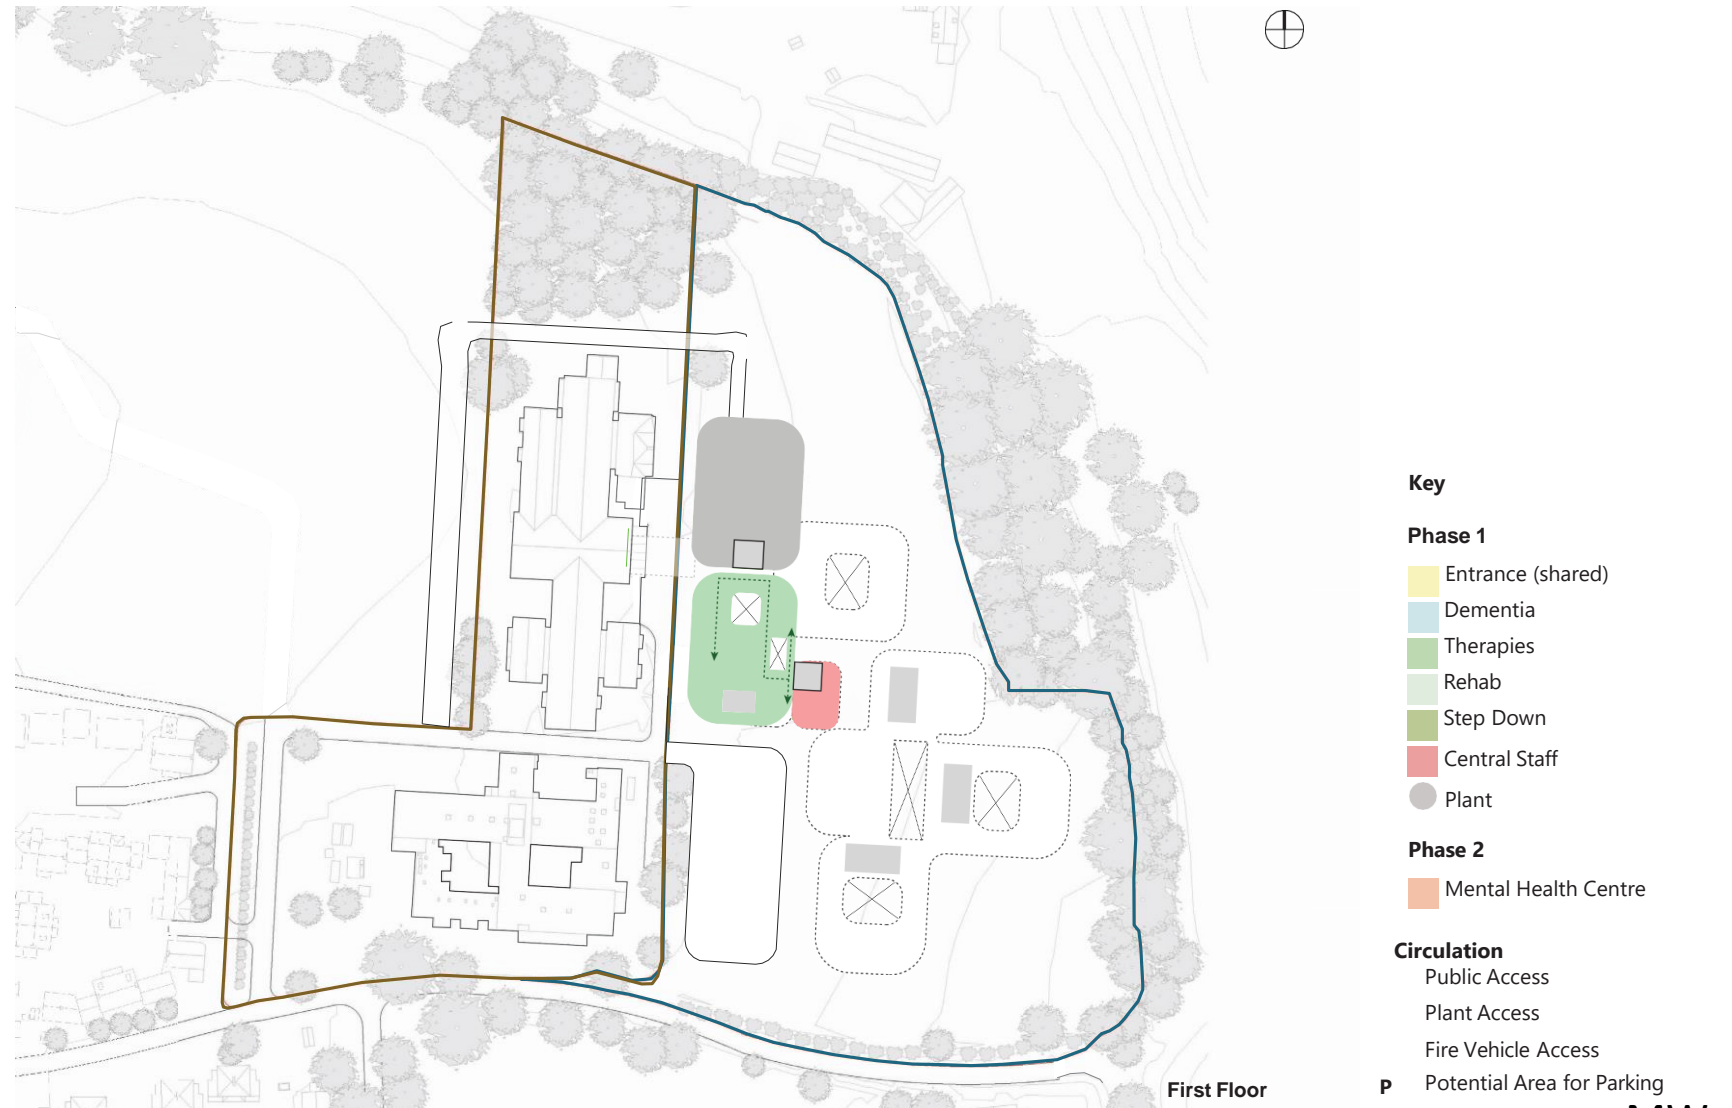 Key
Phase 1
Entrance (shared)
Dementia
Therapies
Rehab
Step Down
Central Staff
Plant
Phase 2
Mental Health Centre
Circulation
Public Access
Plant Access
Fire Vehicle Access
P Potential Area for Parking
First Floor